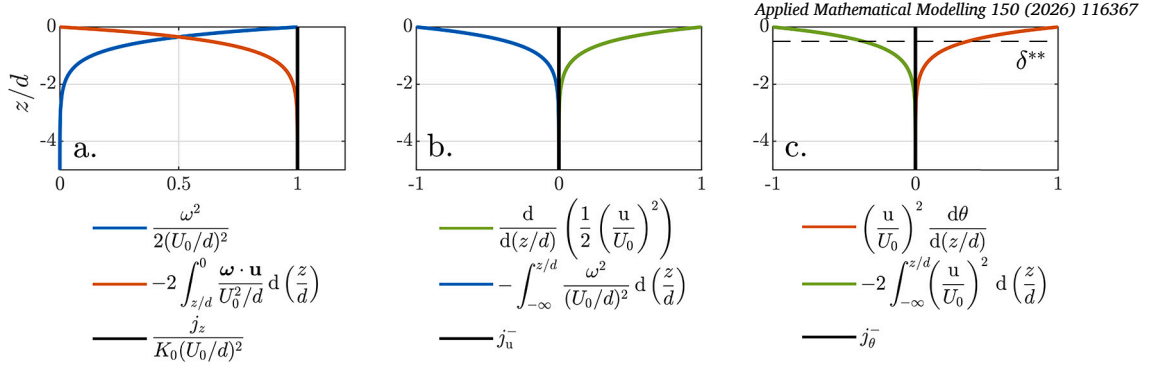 Applied Mathematical Modelling 150 (2026) 116367
0
-2
-4
z/d
a.
0 0.5 1
ω²/(2(U₀/d)²)
−2 ∫_{z/d}^{0} (ω · u)/(U₀²/d) d(z/d)
j_z/(K₀(U₀/d)²)
0
-2
-4
b.
-1 0 1
d/d(z/d) (1/2 (u/U₀)²)
− ∫_{−∞}^{z/d} ω²/(U₀/d)² d(z/d)
j_u⁻
0
-2
-4
δ**
c.
-1 0 1
(u/U₀)² dθ/d(z/d)
−2 ∫_{−∞}^{z/d} (u/U₀)² d(z/d)
j_θ⁻